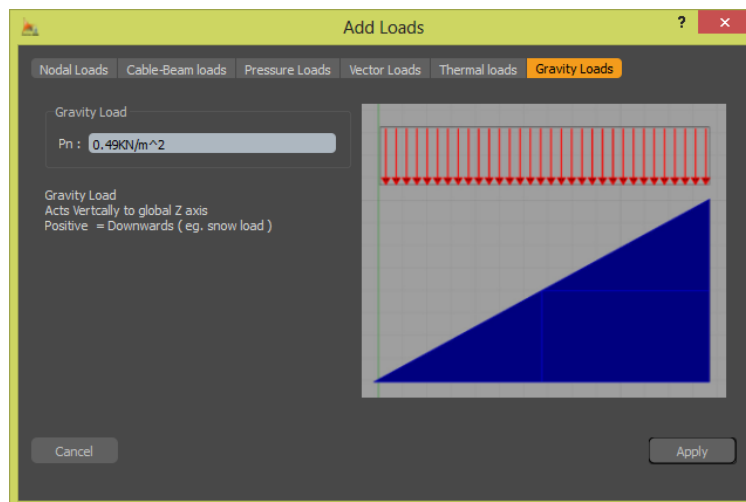 Add Loads
?
×
Nodal Loads Cable-Beam loads Pressure Loads Vector Loads Thermal loads Gravity Loads
Gravity Load
Pn : 0.49KN/m^2
Gravity Load
Acts Vertcally to global Z axis
Positive = Downwards ( eg. snow load )
Cancel
Apply